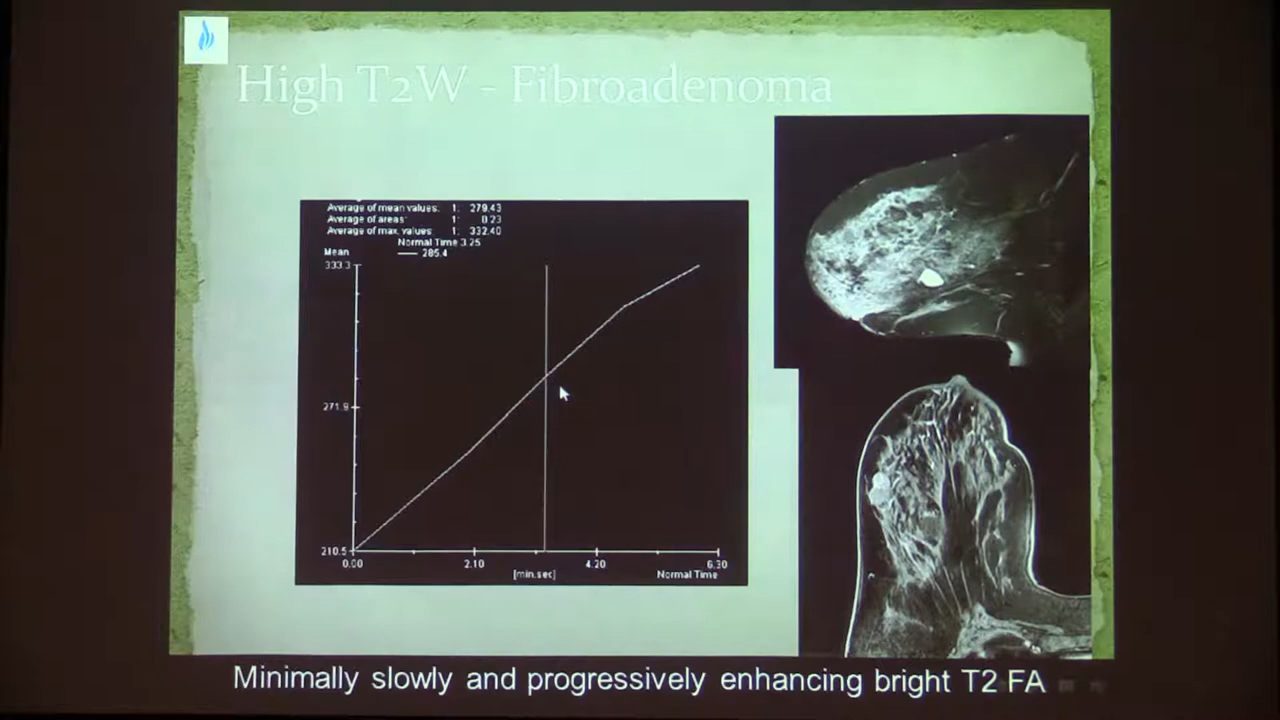 High T2W - Fibroadenoma
Average of mean values: 1: 279.43
Average of areas: 1: 0.23
Average of max. values: 1: 332.40
Normal Time 3.25
Mean
285.4
333.3
271.9
210.5
0.00 2.10 4.20 6.30
[min.sec] Normal Time
Minimally slowly and progressively enhancing bright T2 FA